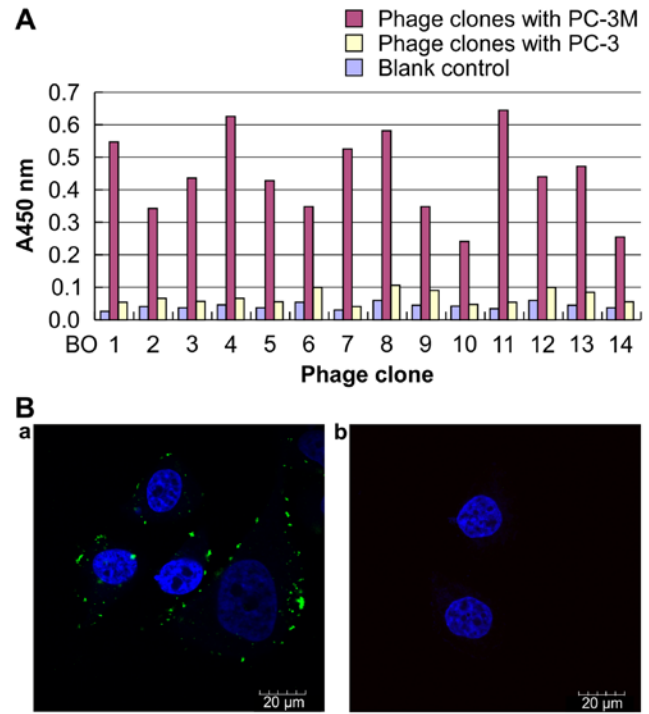 A
Phage clones with PC-3M
Phage clones with PC-3
Blank control
0.7
0.6
0.5
0.4
0.3
0.2
0.1
0.0
A450 nm
BO 1 2 3 4 5 6 7 8 9 10 11 12 13 14
Phage clone
B
a
b
20 µm
20 µm